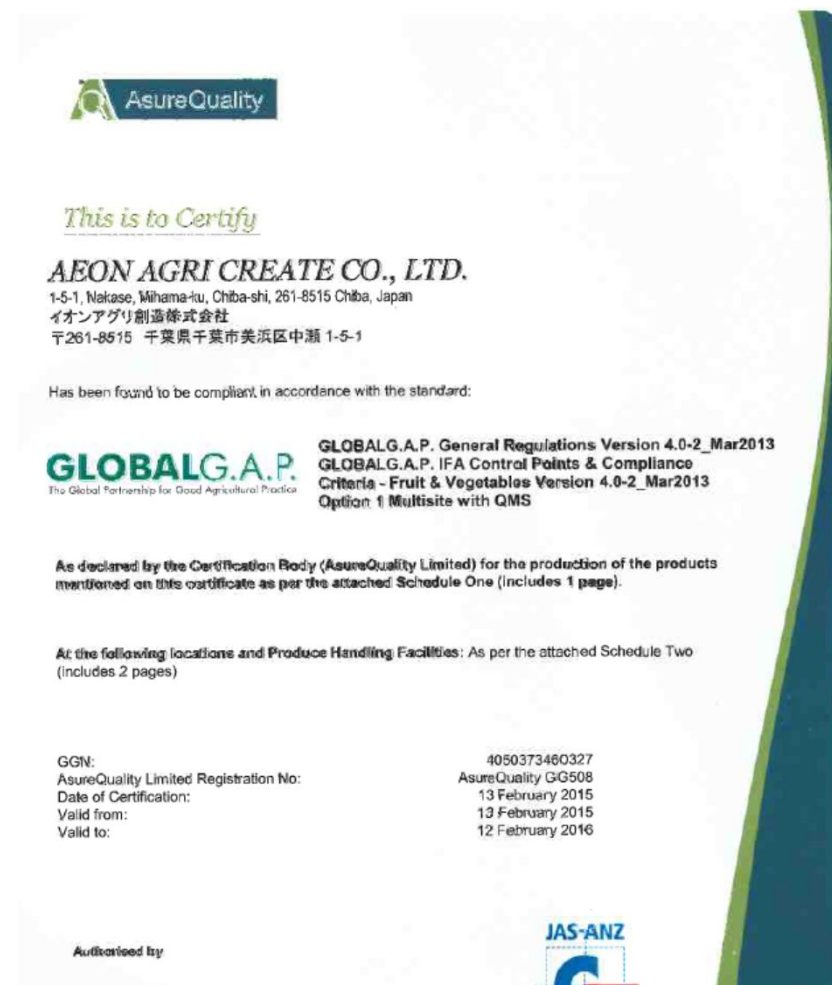 AsureQuality
This is to Certify
AEON AGRI CREATE CO., LTD.
1-5-1, Nakase, Mihama-ku, Chiba-shi, 261-8515 Chiba, Japan
イオンアグリ創造株式会社
〒261-8515 千葉県千葉市美浜区中瀬 1-5-1
Has been found to be compliant in accordance with the standard:
GLOBALG.A.P.
The Global Partnership for Good Agricultural Practice
GLOBALG.A.P. General Regulations Version 4.0-2_Mar2013
GLOBALG.A.P. IFA Control Points & Compliance
Criteria - Fruit & Vegetables Version 4.0-2_Mar2013
Option 1 Multisite with QMS
As declared by the Certification Body (AsureQuality Limited) for the production of the products
mentioned on this certificate as per the attached Schedule One (includes 1 page).
At the following locations and Produce Handling Facilities: As per the attached Schedule Two
(includes 2 pages)
GGN: 4050373460327
AsureQuality Limited Registration No: AsureQuality GG508
Date of Certification: 13 February 2015
Valid from: 13 February 2015
Valid to: 12 February 2016
Authorised by
JAS-ANZ